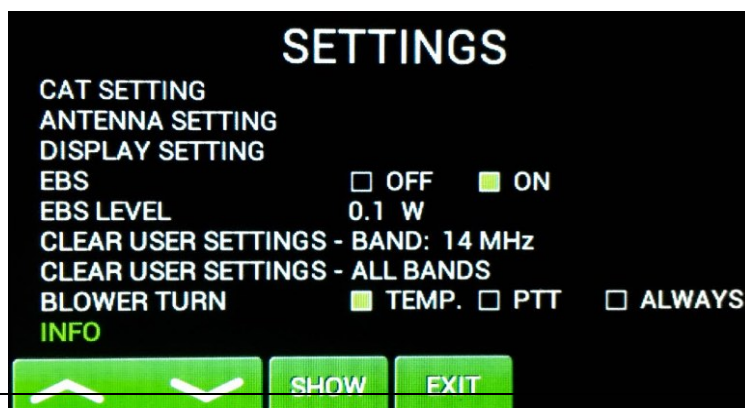 SETTINGS
CAT SETTING
ANTENNA SETTING
DISPLAY SETTING
EBS OFF ON
EBS LEVEL 0.1 W
CLEAR USER SETTINGS - BAND: 14 MHz
CLEAR USER SETTINGS - ALL BANDS
BLOWER TURN TEMP. PTT ALWAYS
INFO
SHOW EXIT